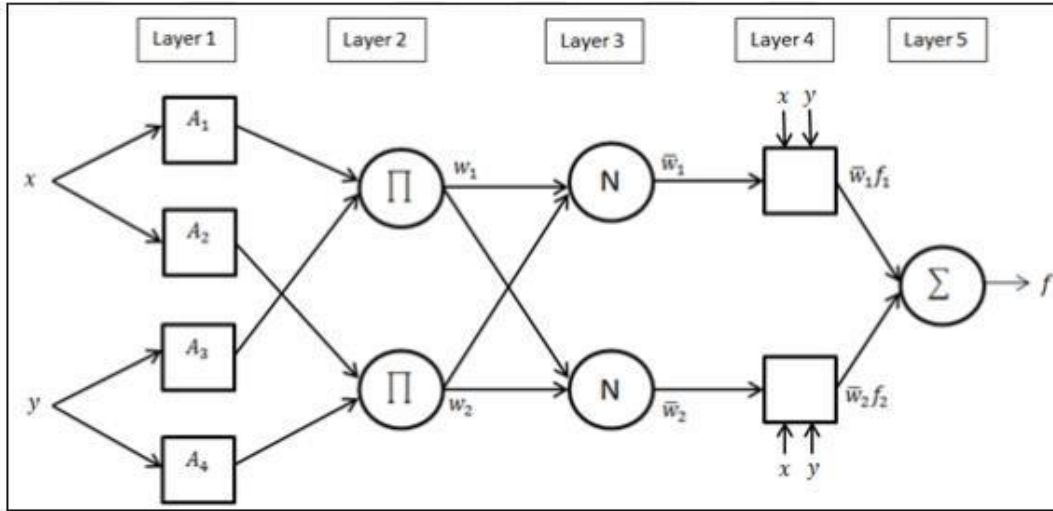 Layer 1 Layer 2 Layer 3 Layer 4 Layer 5
x y
A₁
∏ w₁ N w̅₁ w̅₁f₁
x
A₂
∑ f
A₃
∏ w₂ N w̅₂ w̅₂f₂
y
A₄
x y